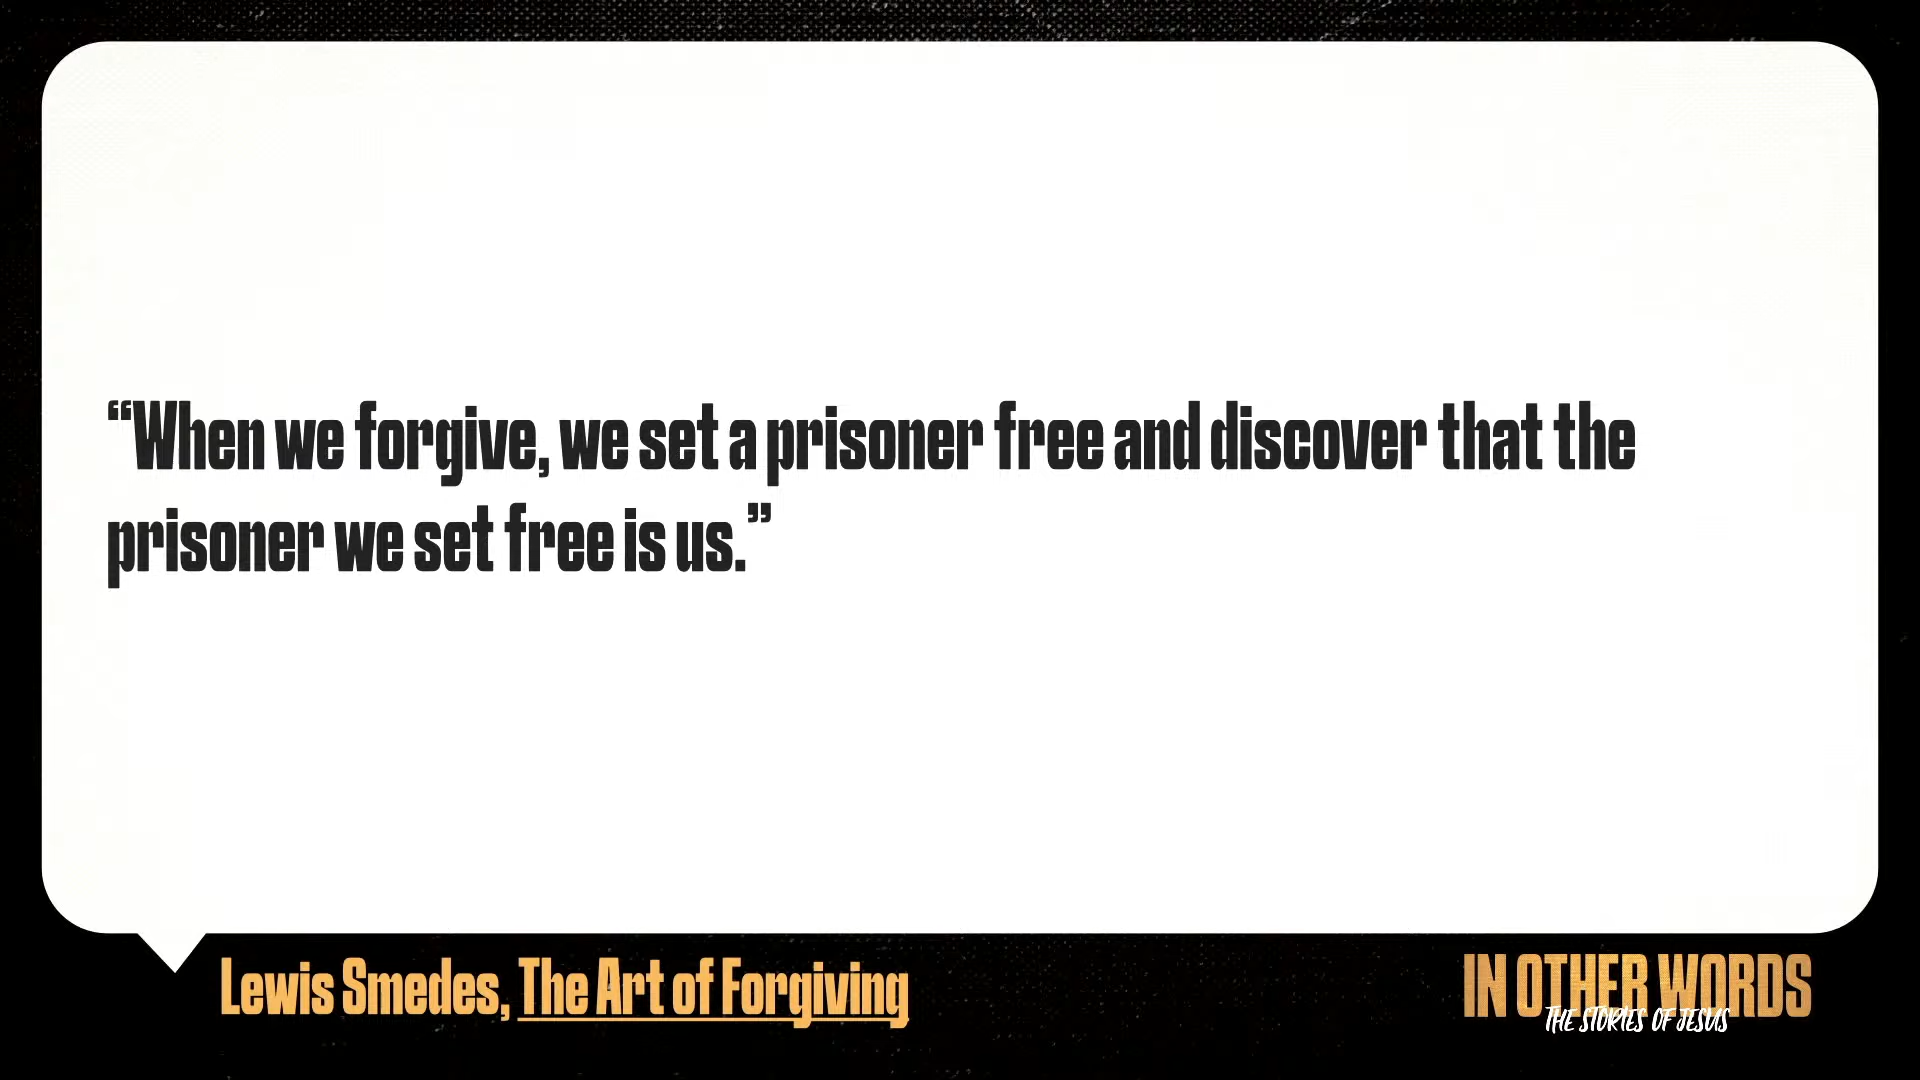 “When we forgive, we set a prisoner free and discover that the
prisoner we set free is us.”
Lewis Smedes, The Art of Forgiving
IN OTHER WORDS
THE STORIES OF JESUS